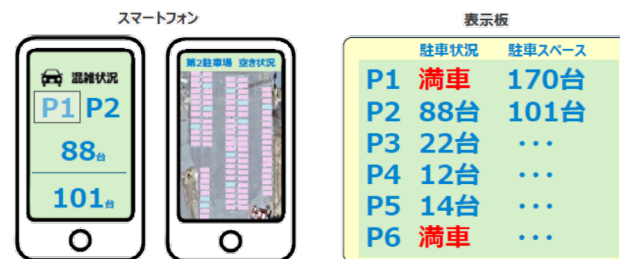 スマートフォン
混雑状況
P1 P2
88台
101台
第2駐車場 空き状況
表示板
駐車状況 駐車スペース
P1 満車 170台
P2 88台 101台
P3 22台 ・・・
P4 12台 ・・・
P5 14台 ・・・
P6 満車 ・・・